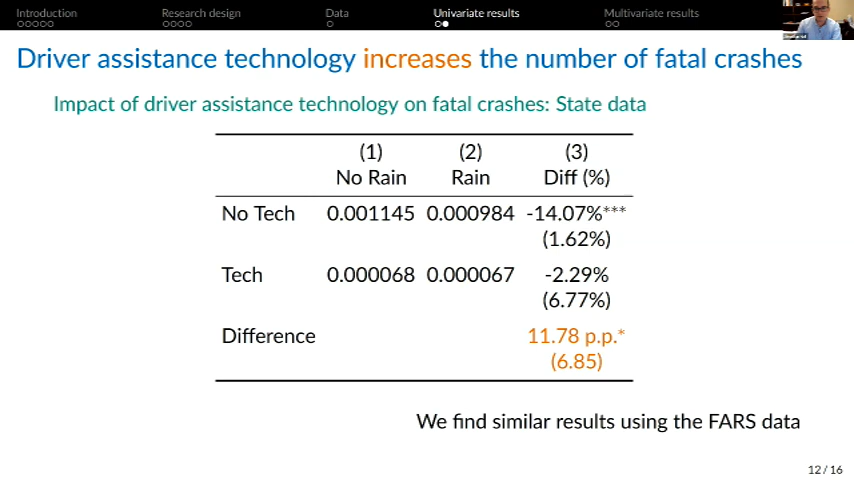 Introduction Research design Data Univariate results Multivariate results
Driver assistance technology increases the number of fatal crashes
Impact of driver assistance technology on fatal crashes: State data
(1) (2) (3)
No Rain Rain Diff (%)
No Tech 0.001145 0.000984 -14.07%***
(1.62%)
Tech 0.000068 0.000067 -2.29%
(6.77%)
Difference 11.78 p.p.*
(6.85)
We find similar results using the FARS data
12 / 16